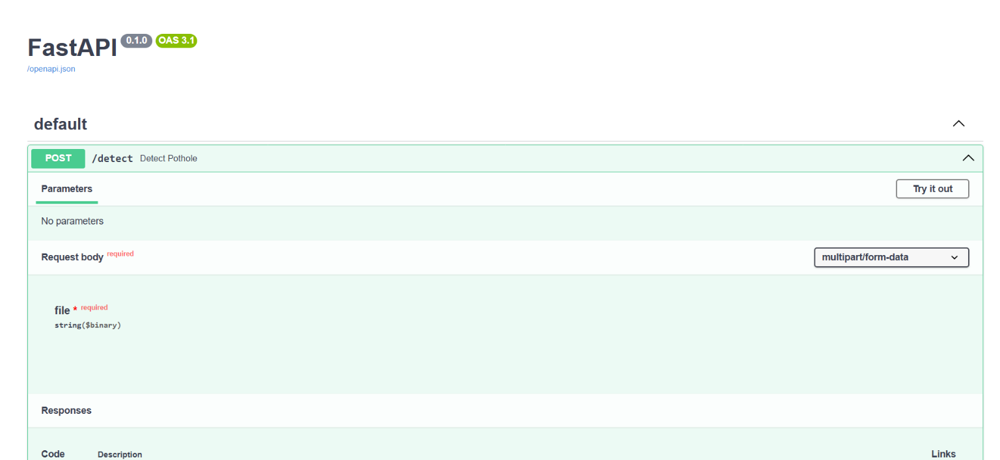 FastAPI 0.1.0 OAS 3.1
/openapi.json
default
POST /detect Detect Pothole
Parameters Try it out
No parameters
Request body required multipart/form-data
file * required
string($binary)
Responses
Code Description Links